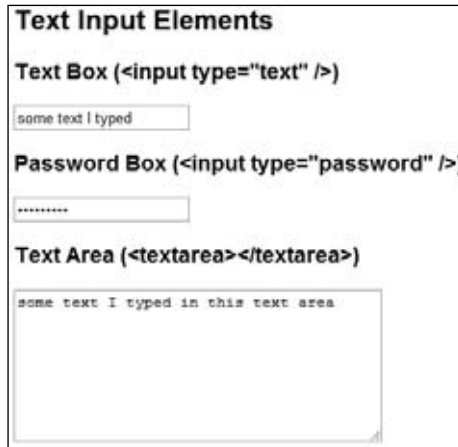 Text Input Elements
Text Box (<input type="text" />)
some text I typed
Password Box (<input type="password" />)
•••••••••
Text Area (<textarea></textarea>)
some text I typed in this text area